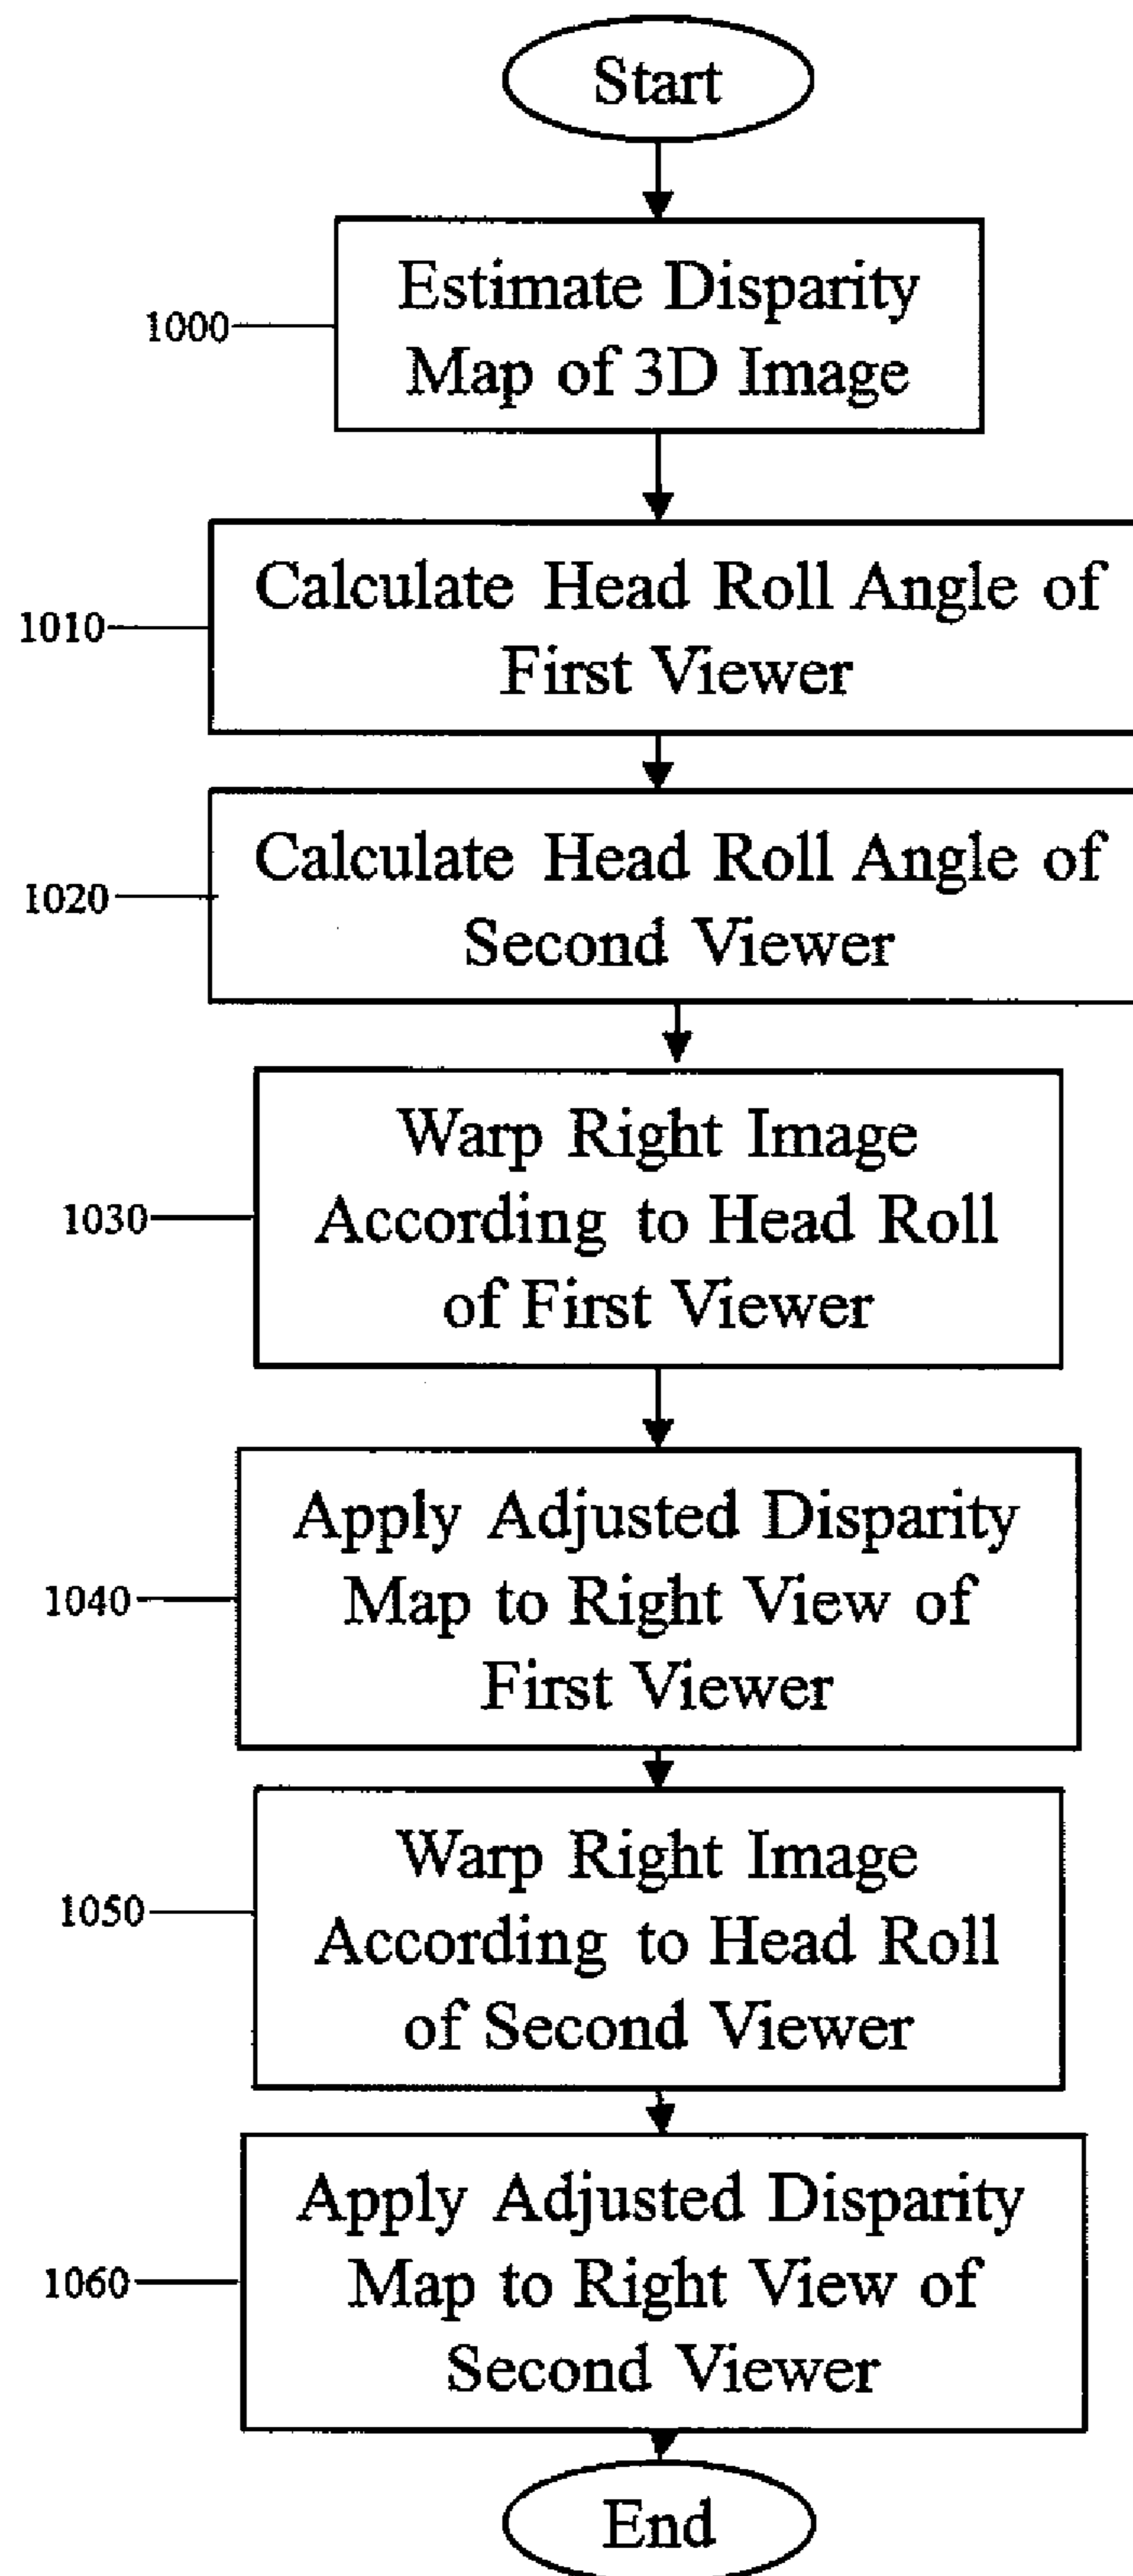 Start
Estimate Disparity
Map of 3D Image
1000
Calculate Head Roll Angle of
First Viewer
1010
Calculate Head Roll Angle of
Second Viewer
1020
Warp Right Image
According to Head Roll
of First Viewer
1030
Apply Adjusted Disparity
Map to Right View of
First Viewer
1040
Warp Right Image
According to Head Roll
of Second Viewer
1050
Apply Adjusted Disparity
Map to Right View of
Second Viewer
1060
End